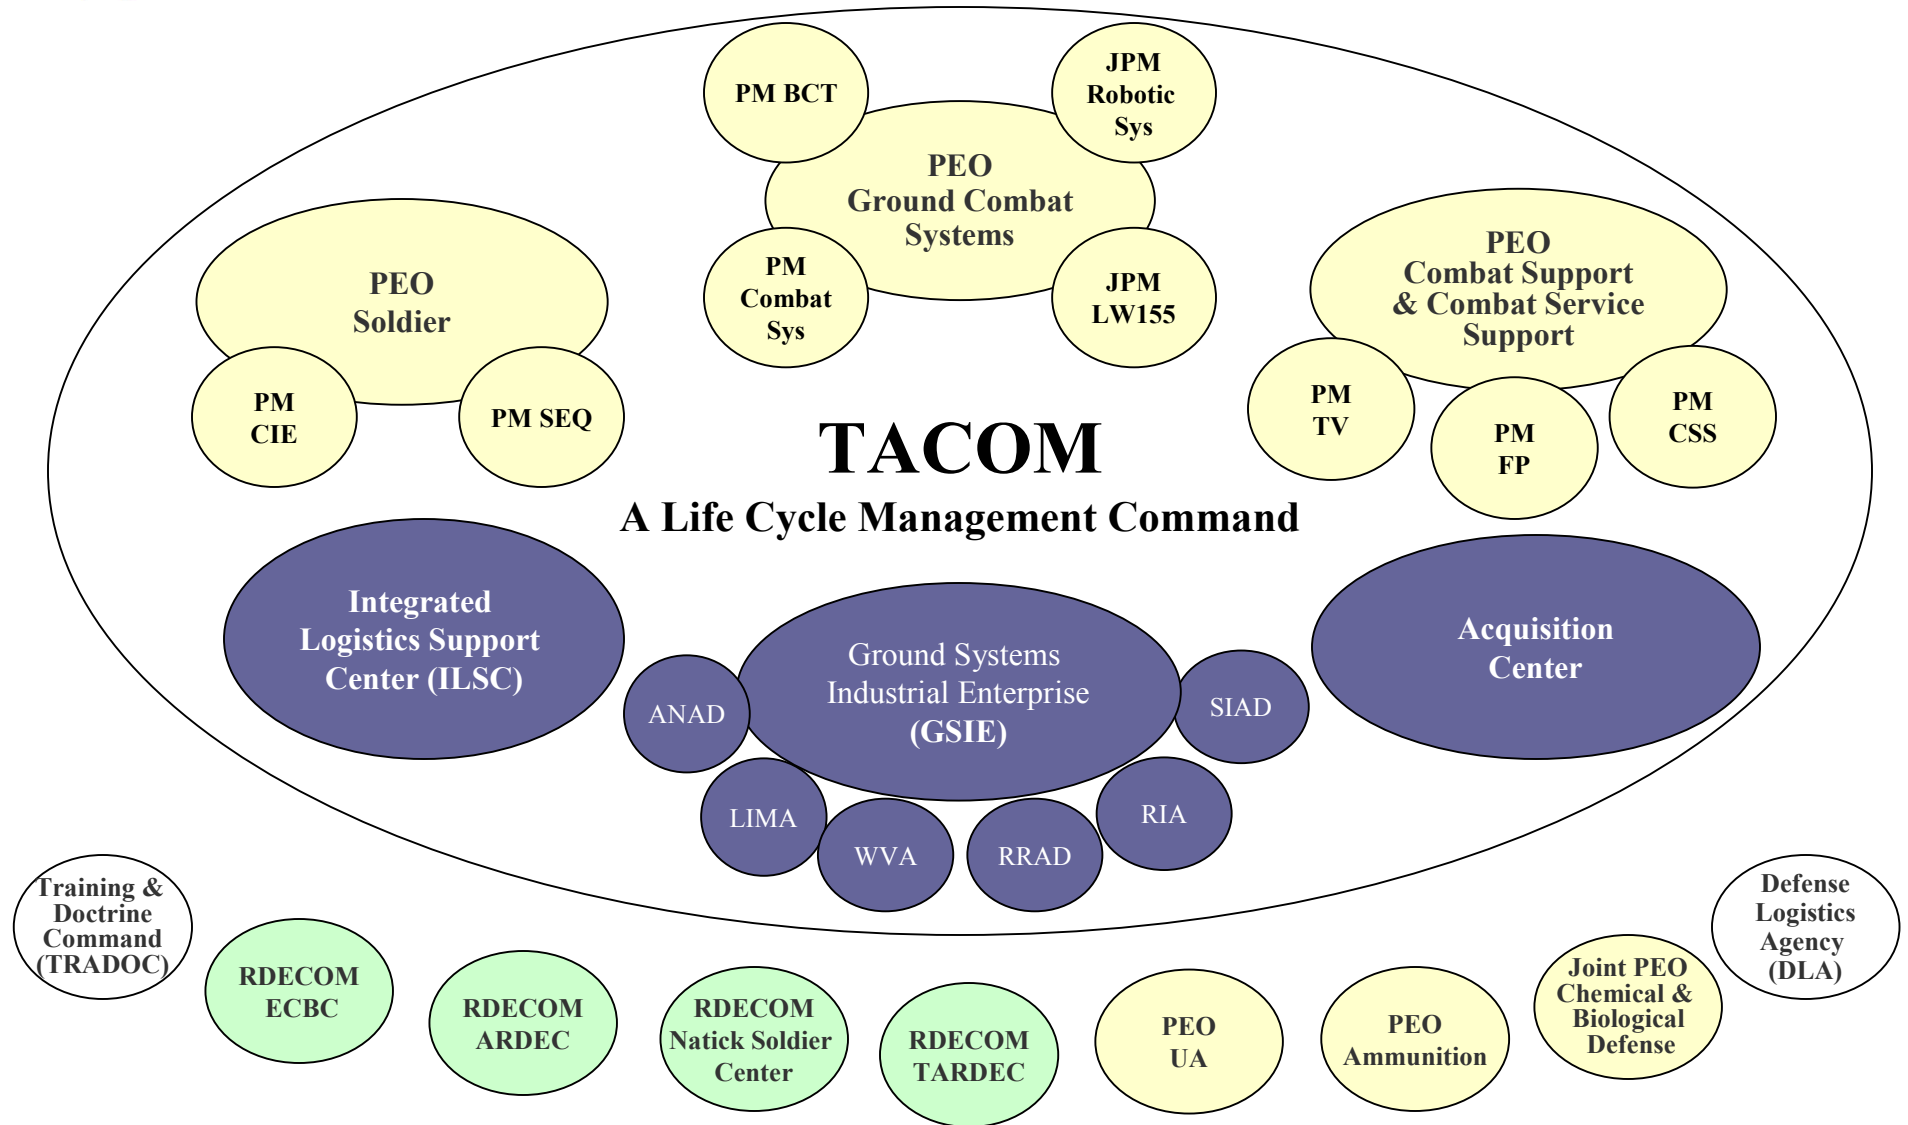 PM BCT
JPM
Robotic
Sys
PEO
Ground Combat
Systems
PM
Combat
Sys
JPM
LW155
PEO
Soldier
PM
CIE
PM SEQ
PEO
Combat Support
& Combat Service
Support
PM
TV
PM
FP
PM
CSS
TACOM
A Life Cycle Management Command
Integrated
Logistics Support
Center (ILSC)
Ground Systems
Industrial Enterprise
(GSIE)
Acquisition
Center
ANAD
LIMA
WVA
RRAD
RIA
SIAD
Training &
Doctrine
Command
(TRADOC)
RDECOM
ECBC
RDECOM
ARDEC
RDECOM
Natick Soldier
Center
RDECOM
TARDEC
PEO
UA
PEO
Ammunition
Joint PEO
Chemical &
Biological
Defense
Defense
Logistics
Agency
(DLA)